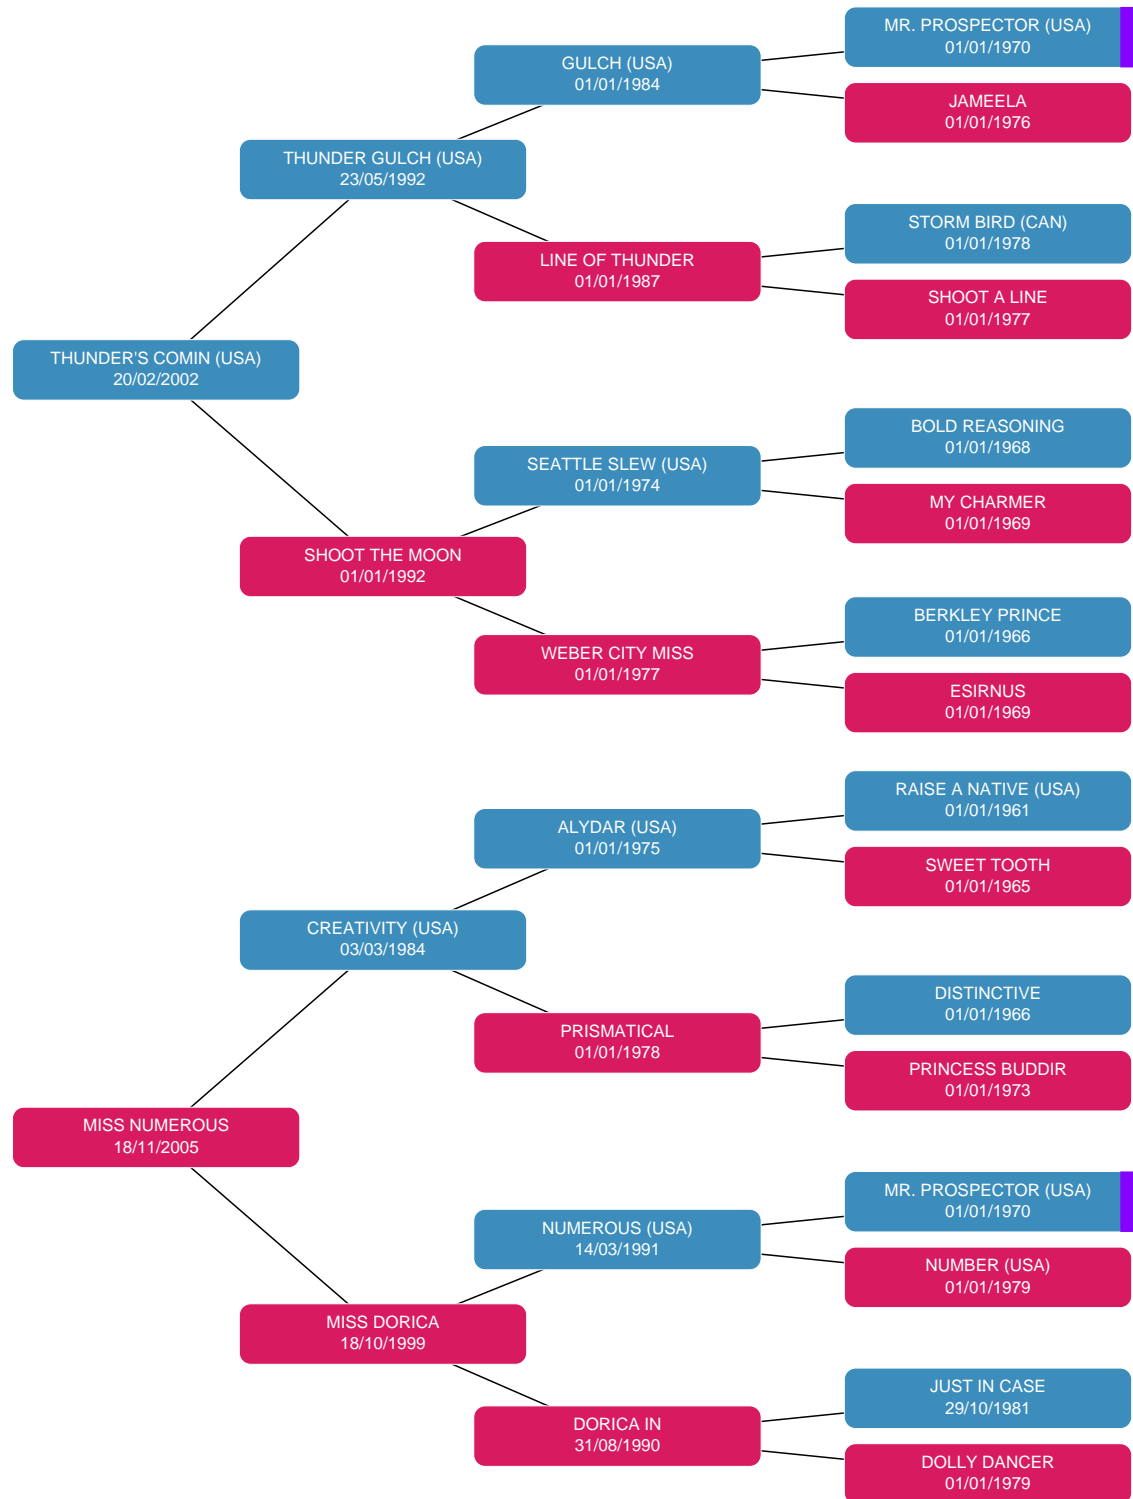 MR. PROSPECTOR (USA)
01/01/1970
GULCH (USA)
01/01/1984
JAMEELA
01/01/1976
THUNDER GULCH (USA)
23/05/1992
STORM BIRD (CAN)
01/01/1978
LINE OF THUNDER
01/01/1987
SHOOT A LINE
01/01/1977
THUNDER'S COMIN (USA)
20/02/2002
BOLD REASONING
01/01/1968
SEATTLE SLEW (USA)
01/01/1974
MY CHARMER
01/01/1969
SHOOT THE MOON
01/01/1992
BERKLEY PRINCE
01/01/1966
WEBER CITY MISS
01/01/1977
ESIRNUS
01/01/1969
RAISE A NATIVE (USA)
01/01/1961
ALYDAR (USA)
01/01/1975
SWEET TOOTH
01/01/1965
CREATIVITY (USA)
03/03/1984
DISTINCTIVE
01/01/1966
PRISMATICAL
01/01/1978
PRINCESS BUDDIR
01/01/1973
MISS NUMEROUS
18/11/2005
MR. PROSPECTOR (USA)
01/01/1970
NUMEROUS (USA)
14/03/1991
NUMBER (USA)
01/01/1979
MISS DORICA
18/10/1999
JUST IN CASE
29/10/1981
DORICA IN
31/08/1990
DOLLY DANCER
01/01/1979